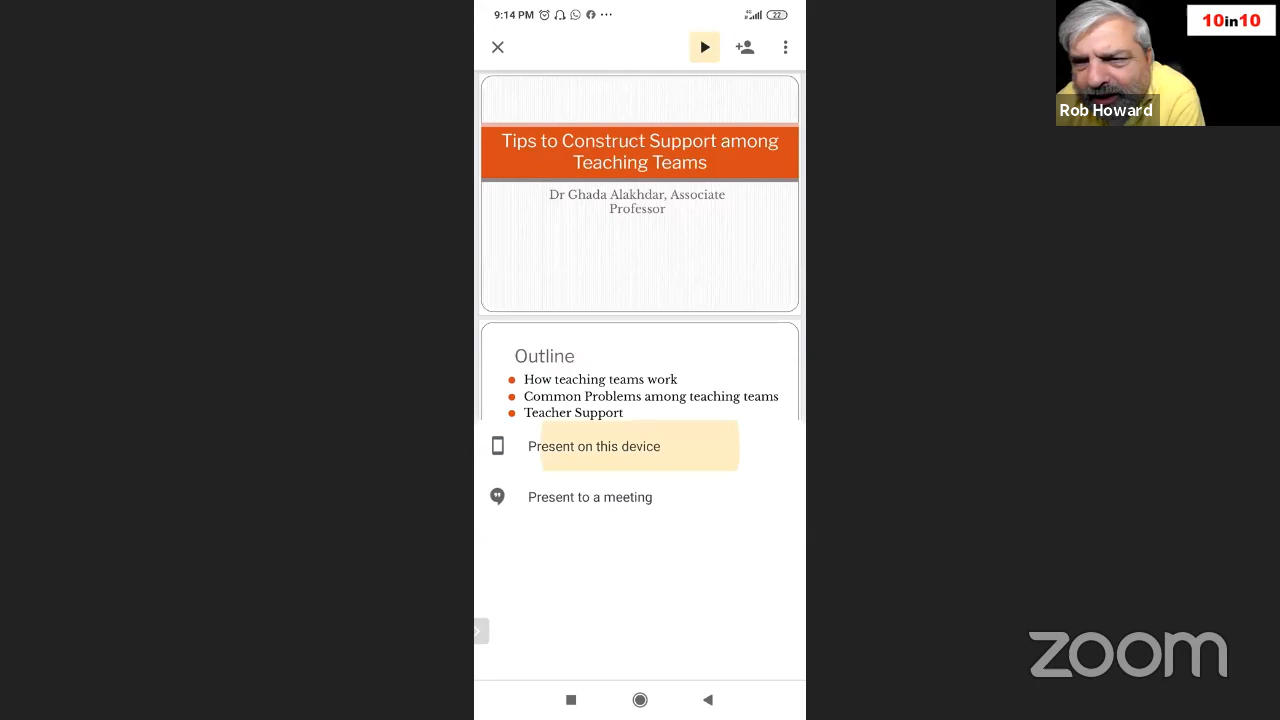 9:14 PM
4G
22
10in10
Rob Howard
Tips to Construct Support among
Teaching Teams
Dr Ghada Alakhdar, Associate
Professor
Outline
How teaching teams work
Common Problems among teaching teams
Teacher Support
Present on this device
Present to a meeting
zoom